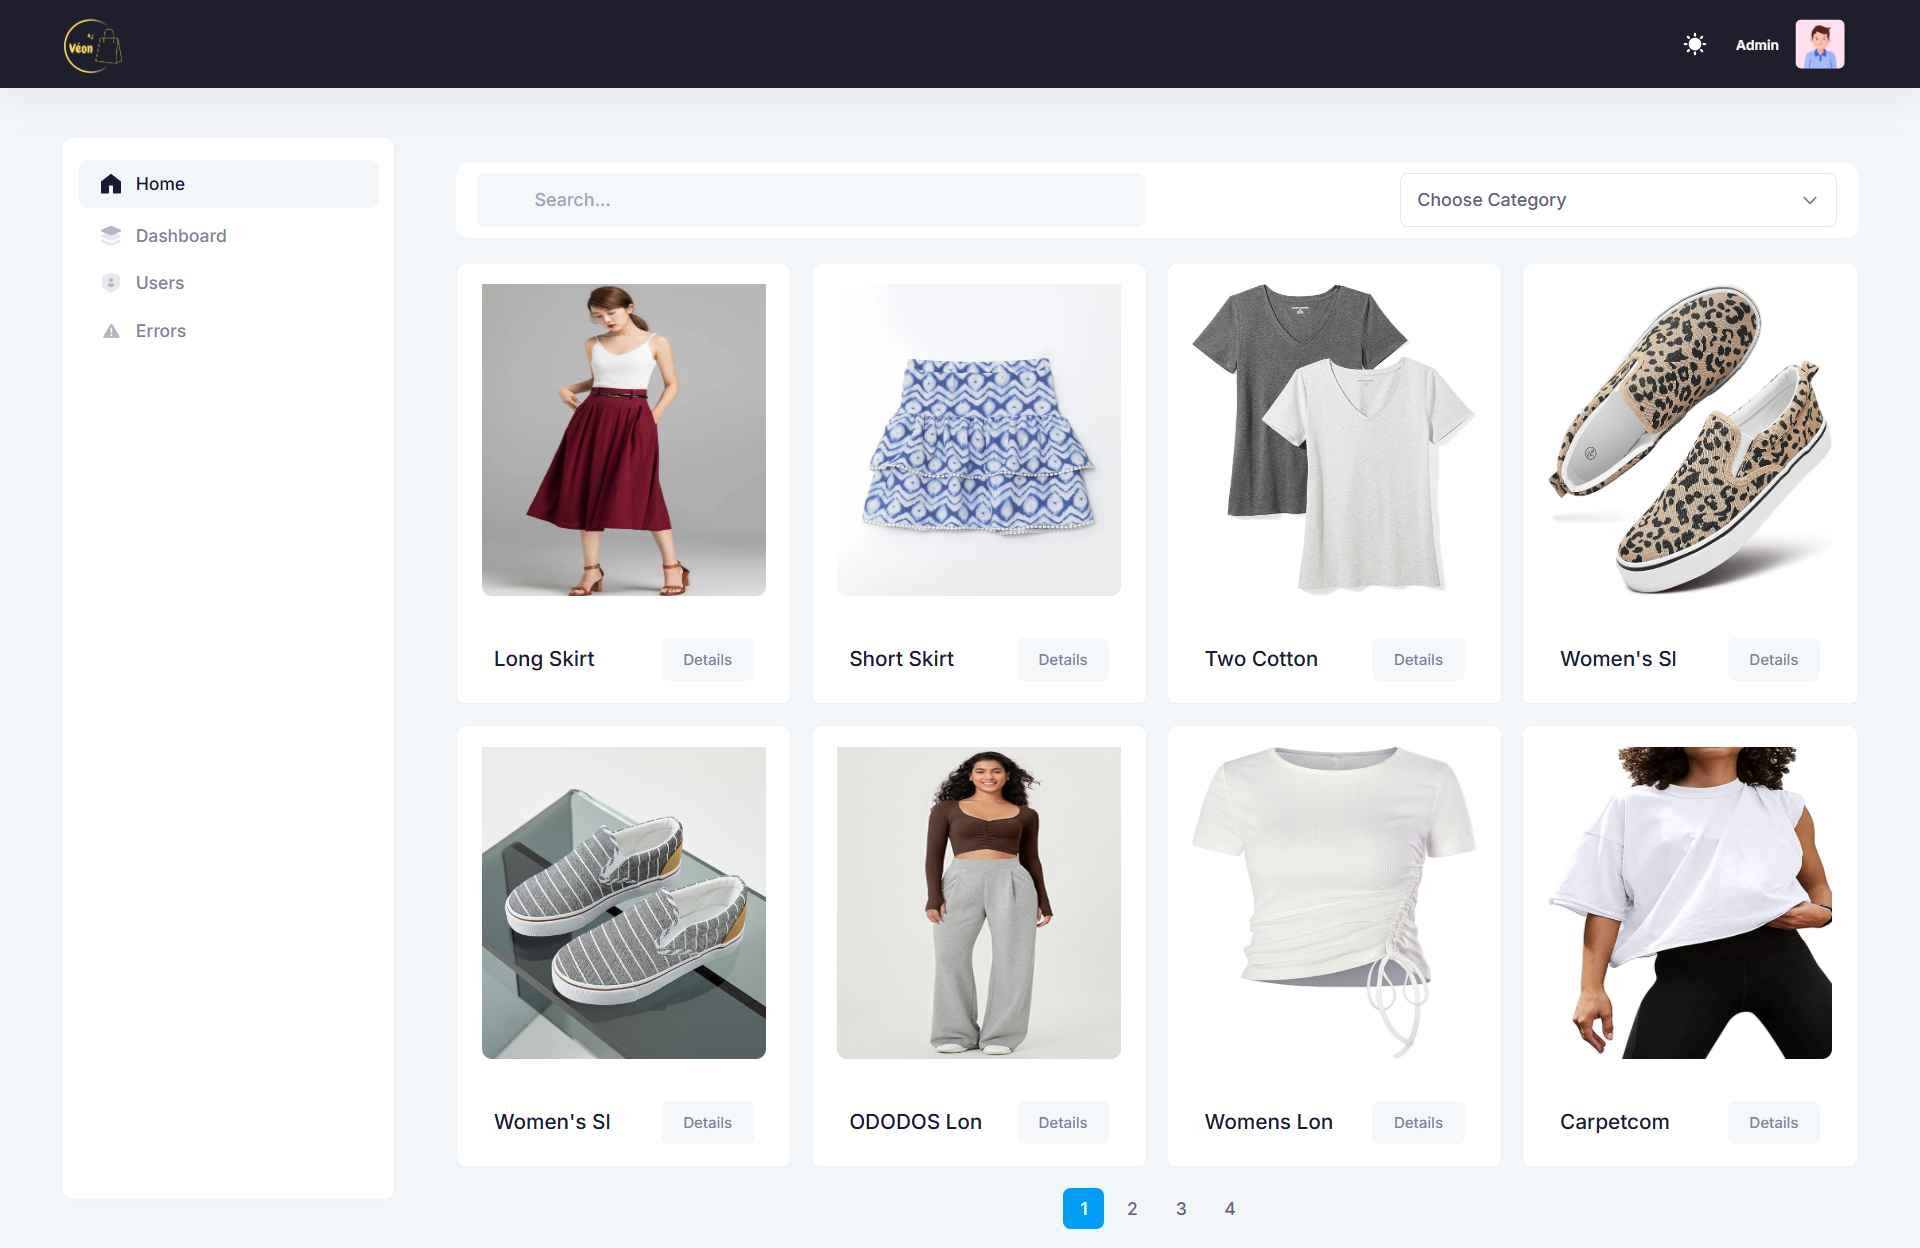 Véon
Admin
Home
Dashboard
Users
Errors
Search...
Choose Category
Long Skirt
Details
Short Skirt
Details
Two Cotton
Details
Women's Sl
Details
Women's Sl
Details
ODODOS Lon
Details
Womens Lon
Details
Carpetcom
Details
1
2
3
4